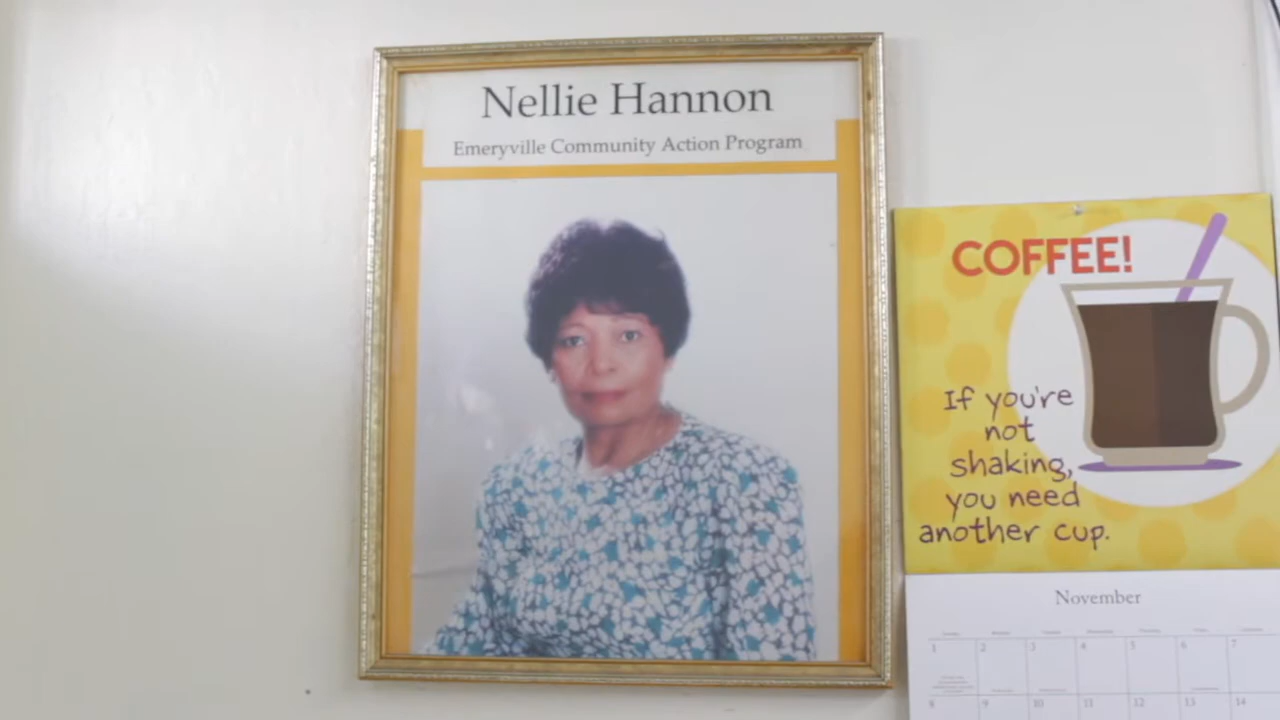 Nellie Hannon
Emeryville Community Action Program
COFFEE!
If you're
not
shaking,
you need
another cup.
November
1 2 3 4 5 6 7
8 9 10 11 12 13 14